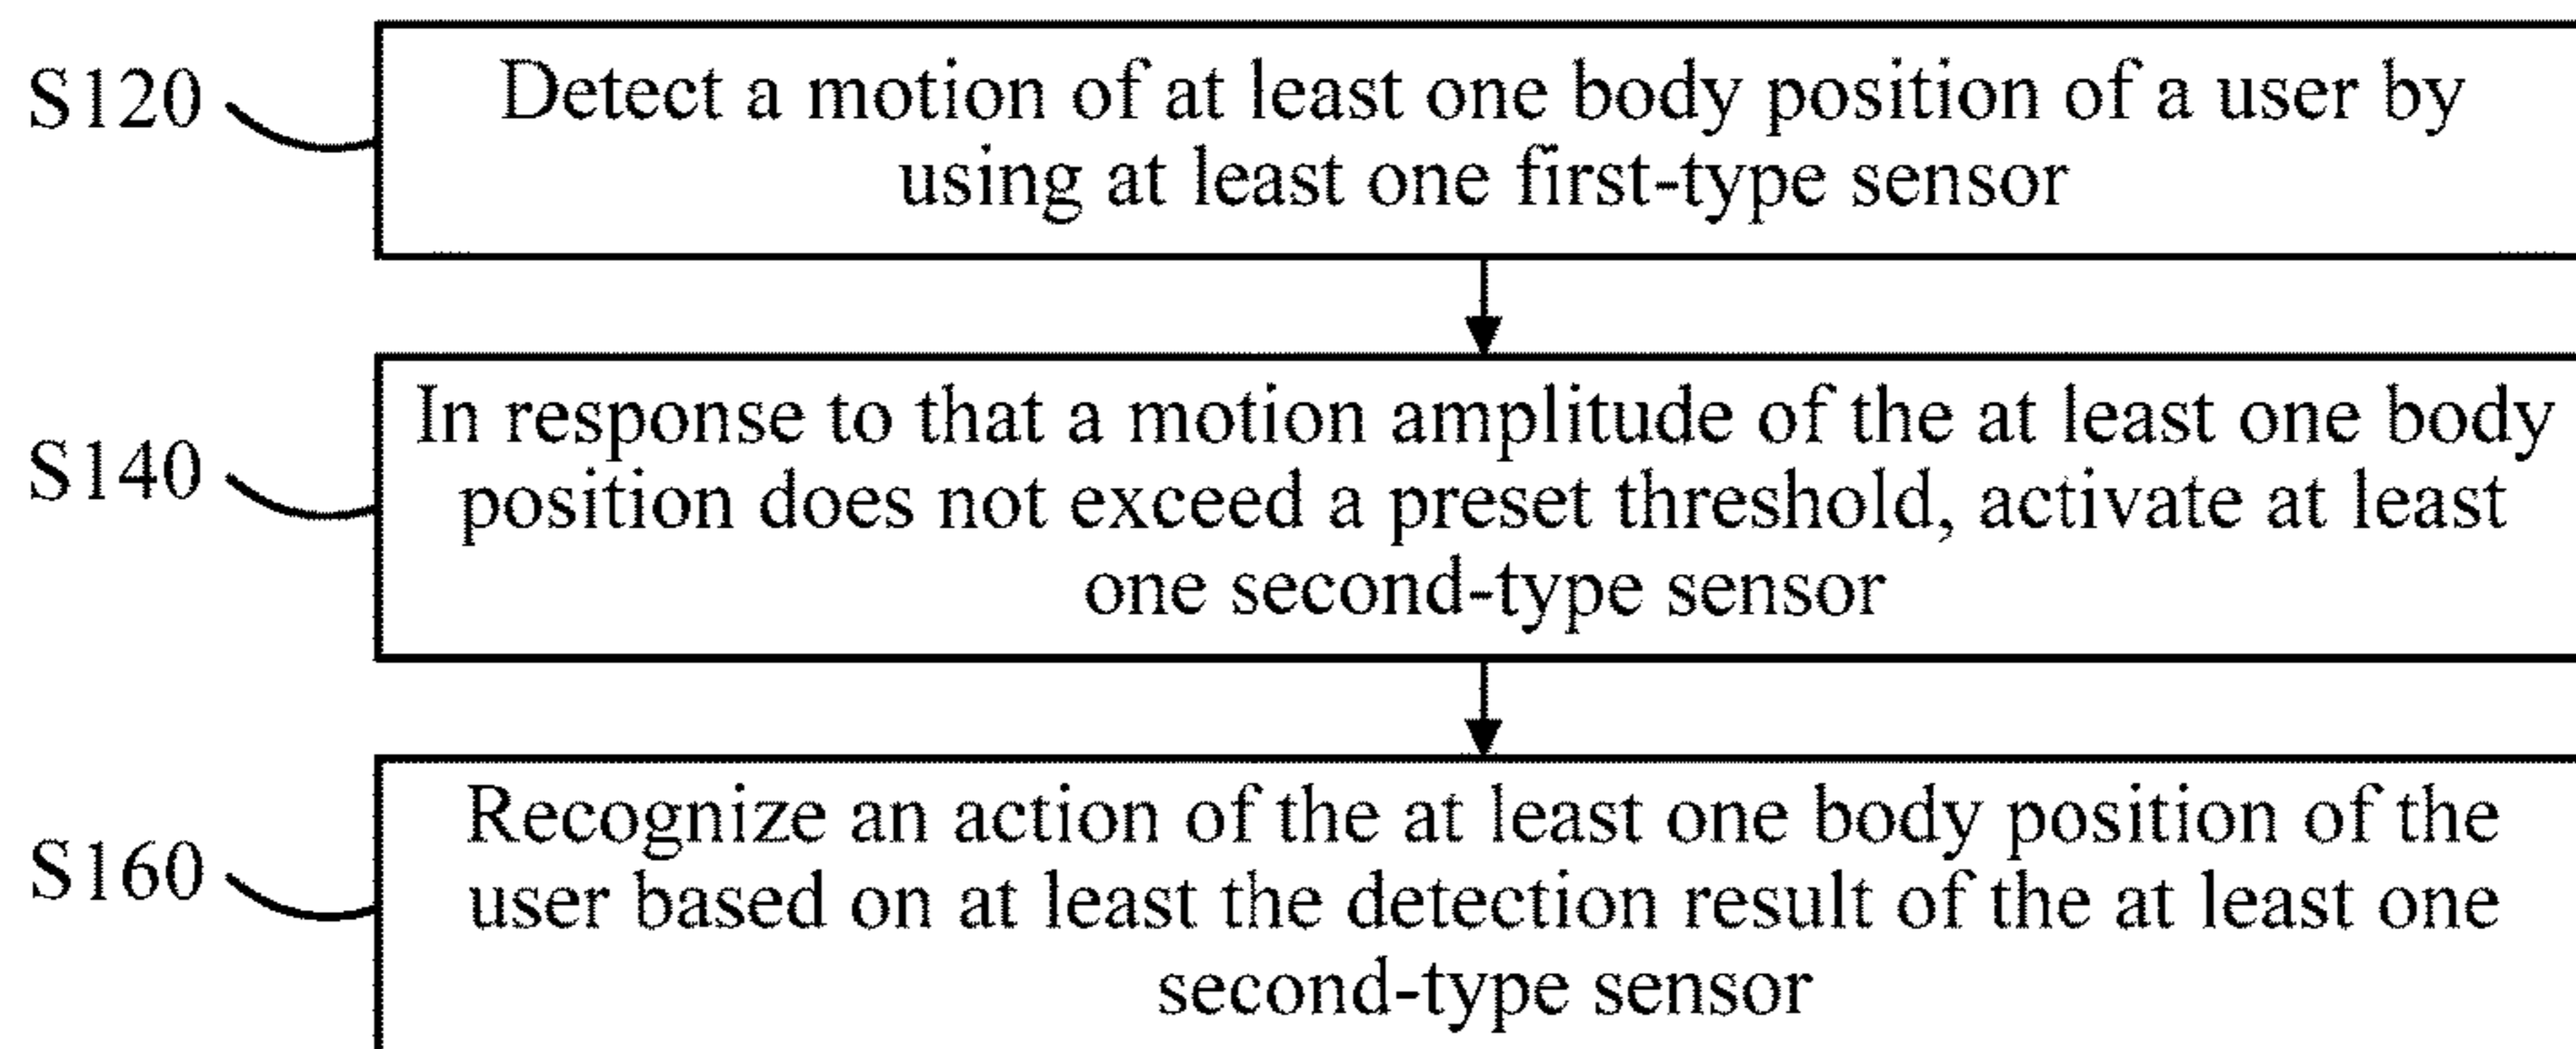 S120
Detect a motion of at least one body position of a user by
using at least one first-type sensor
S140
In response to that a motion amplitude of the at least one body
position does not exceed a preset threshold, activate at least
one second-type sensor
S160
Recognize an action of the at least one body position of the
user based on at least the detection result of the at least one
second-type sensor